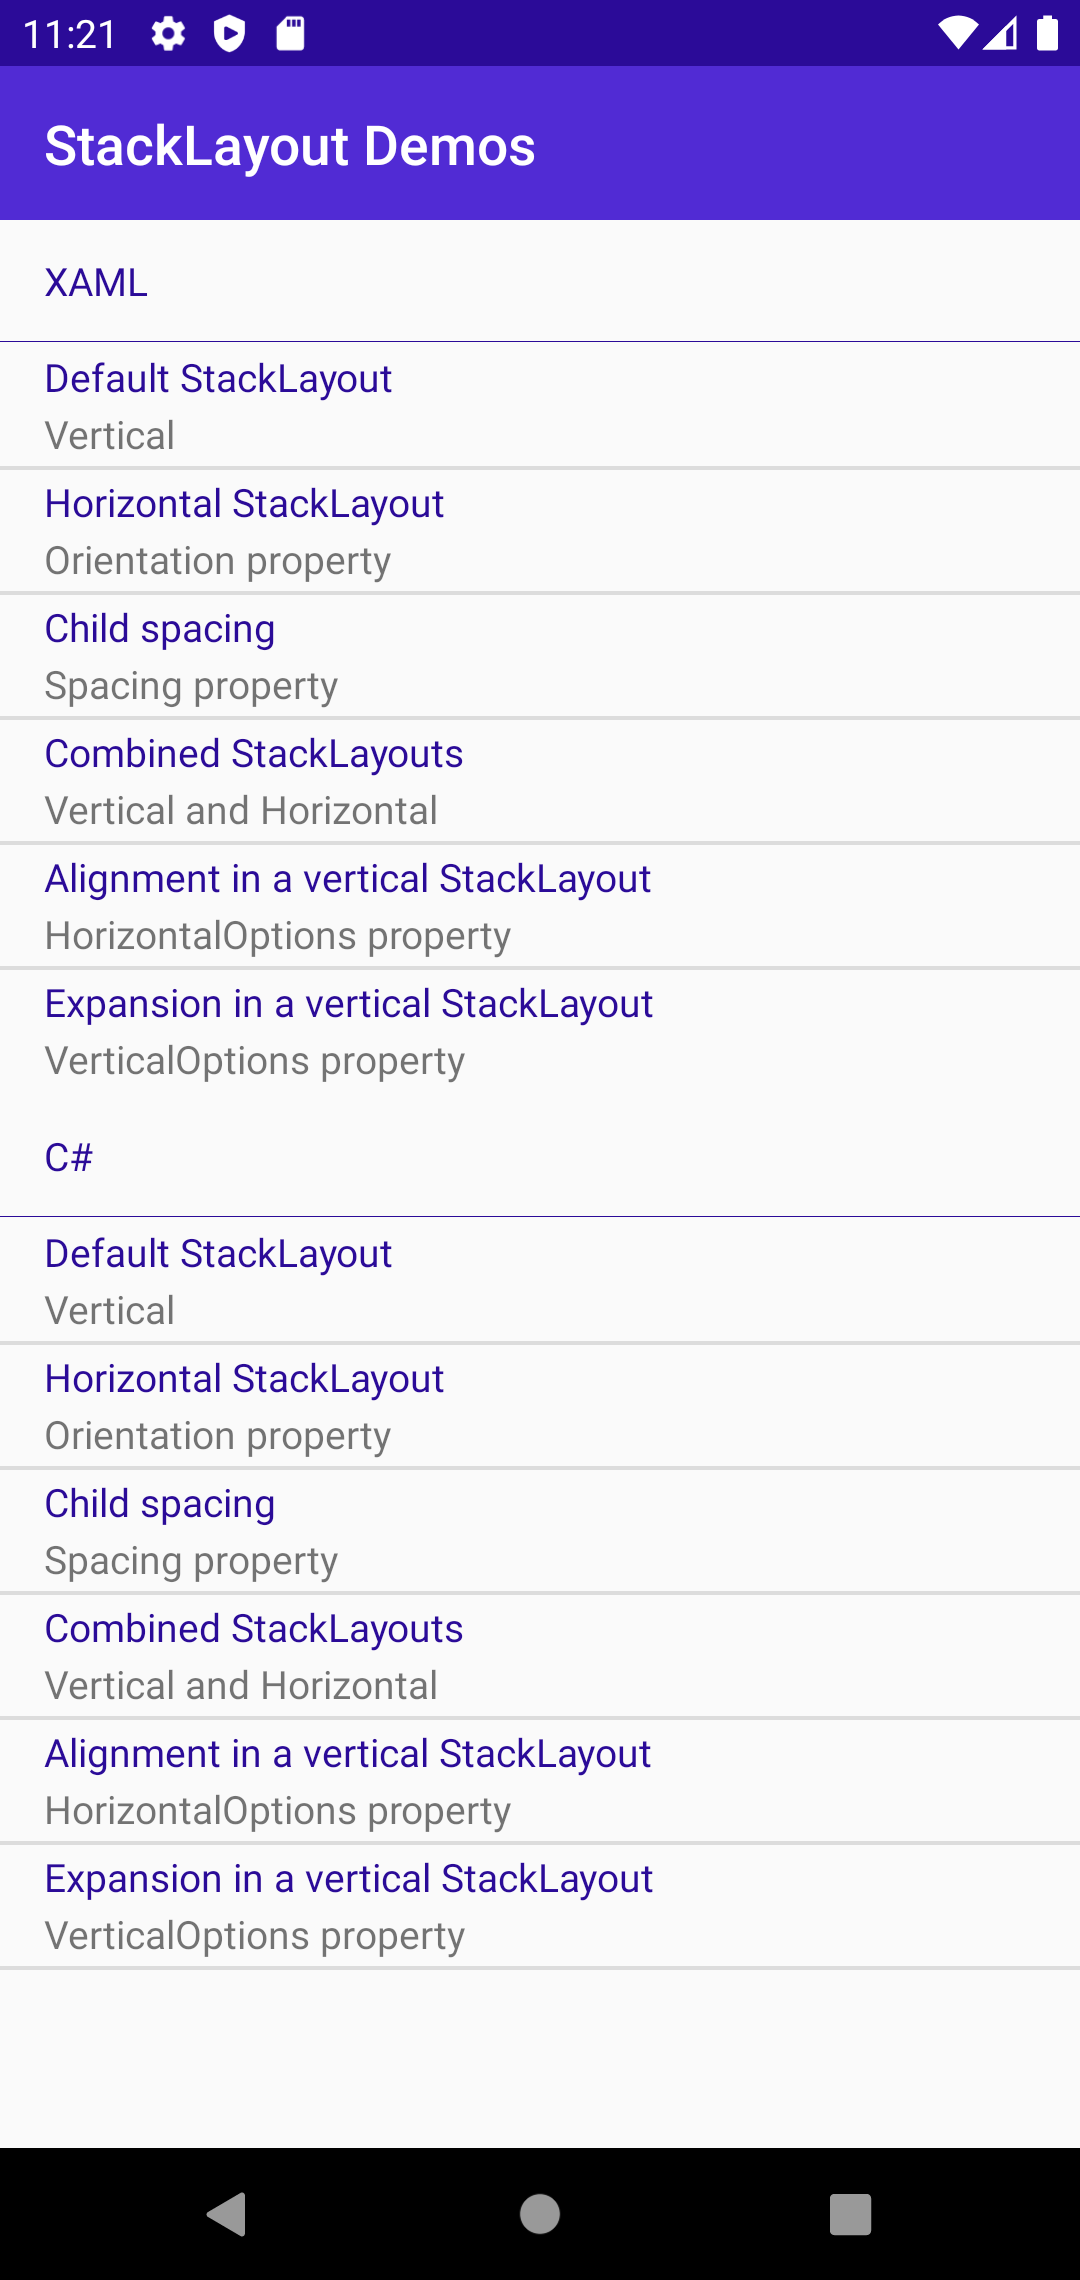 11:21
StackLayout Demos
XAML
Default StackLayout
Vertical
Horizontal StackLayout
Orientation property
Child spacing
Spacing property
Combined StackLayouts
Vertical and Horizontal
Alignment in a vertical StackLayout
HorizontalOptions property
Expansion in a vertical StackLayout
VerticalOptions property
C#
Default StackLayout
Vertical
Horizontal StackLayout
Orientation property
Child spacing
Spacing property
Combined StackLayouts
Vertical and Horizontal
Alignment in a vertical StackLayout
HorizontalOptions property
Expansion in a vertical StackLayout
VerticalOptions property